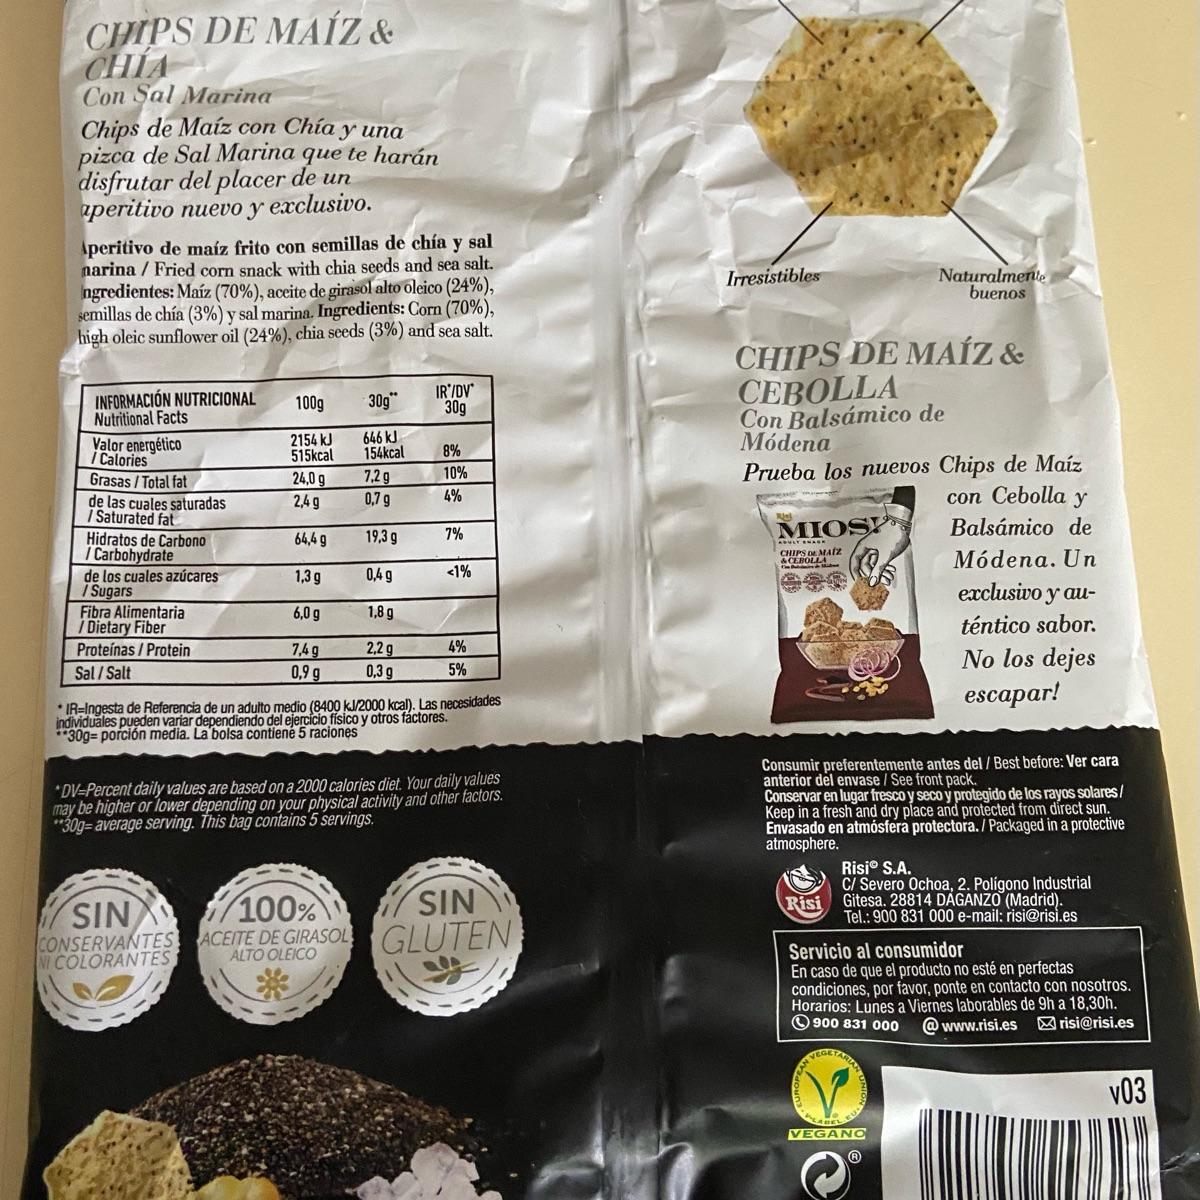 CHIPS DE MAÍZ &
CHÍA
Con Sal Marina
Chips de Maíz con Chía y una
pizca de Sal Marina que te harán
disfrutar del placer de un
aperitivo nuevo y exclusivo.
Aperitivo de maíz frito con semillas de chía y sal
marina / Fried corn snack with chia seeds and sea salt.
Ingredientes: Maíz (70%), aceite de girasol alto oleico (24%),
semillas de chía (3%) y sal marina. Ingredients: Corn (70%),
high oleic sunflower oil (24%), chia seeds (3%) and sea salt.
INFORMACIÓN NUTRICIONAL
Nutritional Facts
100g
30g**
IR*/DV*
30g
Valor energético
/ Calories
2154 kJ
515kcal
646 kJ
154kcal
8%
Grasas / Total fat
24,0 g
7,2 g
10%
de las cuales saturadas
/ Saturated fat
2,4 g
0,7 g
4%
Hidratos de Carbono
/ Carbohydrate
64,4 g
19,3 g
7%
de los cuales azúcares
/ Sugars
1,3 g
0,4 g
<1%
Fibra Alimentaria
/ Dietary Fiber
6,0 g
1,8 g
Proteínas / Protein
7,4 g
2,2 g
4%
Sal / Salt
0,9 g
0,3 g
5%
* IR=Ingesta de Referencia de un adulto medio (8400 kJ/2000 kcal). Las necesidades
individuales pueden variar dependiendo del ejercicio físico y otros factores.
**30g= porción media. La bolsa contiene 5 raciones
*DV=Percent daily values are based on a 2000 calories diet. Your daily values
may be higher or lower depending on your physical activity and other factors.
**30g= average serving. This bag contains 5 servings.
SIN
CONSERVANTES
NI COLORANTES
100%
ACEITE DE GIRASOL
ALTO OLEICO
SIN
GLUTEN
Irresistibles
Naturalmente
buenos
CHIPS DE MAÍZ &
CEBOLLA
Con Balsámico de
Módena
Prueba los nuevos Chips de Maíz
con Cebolla y
Balsámico de
Módena. Un
exclusivo y au-
téntico sabor.
No los dejes
escapar!
Risi
MIOS!
ADULT SNACK
CHIPS DE MAÍZ
& CEBOLLA
Consumir preferentemente antes del / Best before: Ver cara
anterior del envase / See front pack.
Conservar en lugar fresco y seco y protegido de los rayos solares /
Keep in a fresh and dry place and protected from direct sun.
Envasado en atmósfera protectora. / Packaged in a protective
atmosphere.
Risi
Risi© S.A.
C/ Severo Ochoa, 2. Polígono Industrial
Gitesa. 28814 DAGANZO (Madrid).
Tel.: 900 831 000 e-mail: risi@risi.es
Servicio al consumidor
En caso de que el producto no esté en perfectas
condiciones, por favor, ponte en contacto con nosotros.
Horarios: Lunes a Viernes laborables de 9h a 18,30h.
900 831 000 @ www.risi.es risi@risi.es
EUROPEAN VEGETARIAN UNION
V-LABEL.EU
VEGANO
®
v03